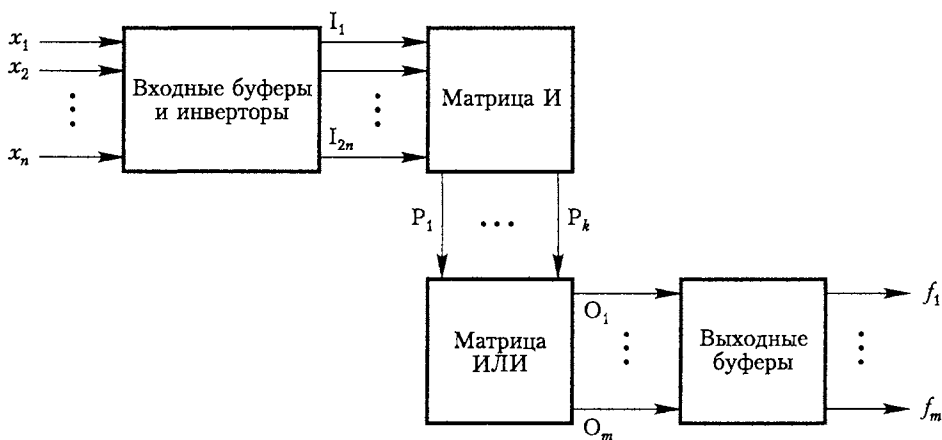 x₁
x₂
xₙ
Входные буферы
и инверторы
I₁
I₂ₙ
Матрица И
P₁
...
Pₖ
Матрица
ИЛИ
O₁
Oₘ
Выходные
буферы
f₁
fₘ